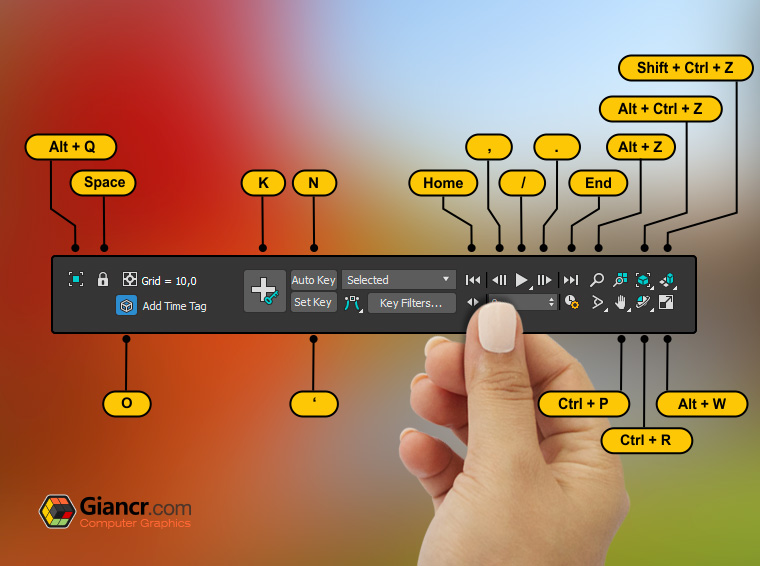 Shift + Ctrl + Z
Alt + Ctrl + Z
Alt + Q
,
.
Alt + Z
Space
K
N
Home
/
End
Grid = 10,0
Auto Key
Selected
Add Time Tag
Set Key
Key Filters...
O
‘
Ctrl + P
Alt + W
Ctrl + R
Giancr.com
Computer Graphics